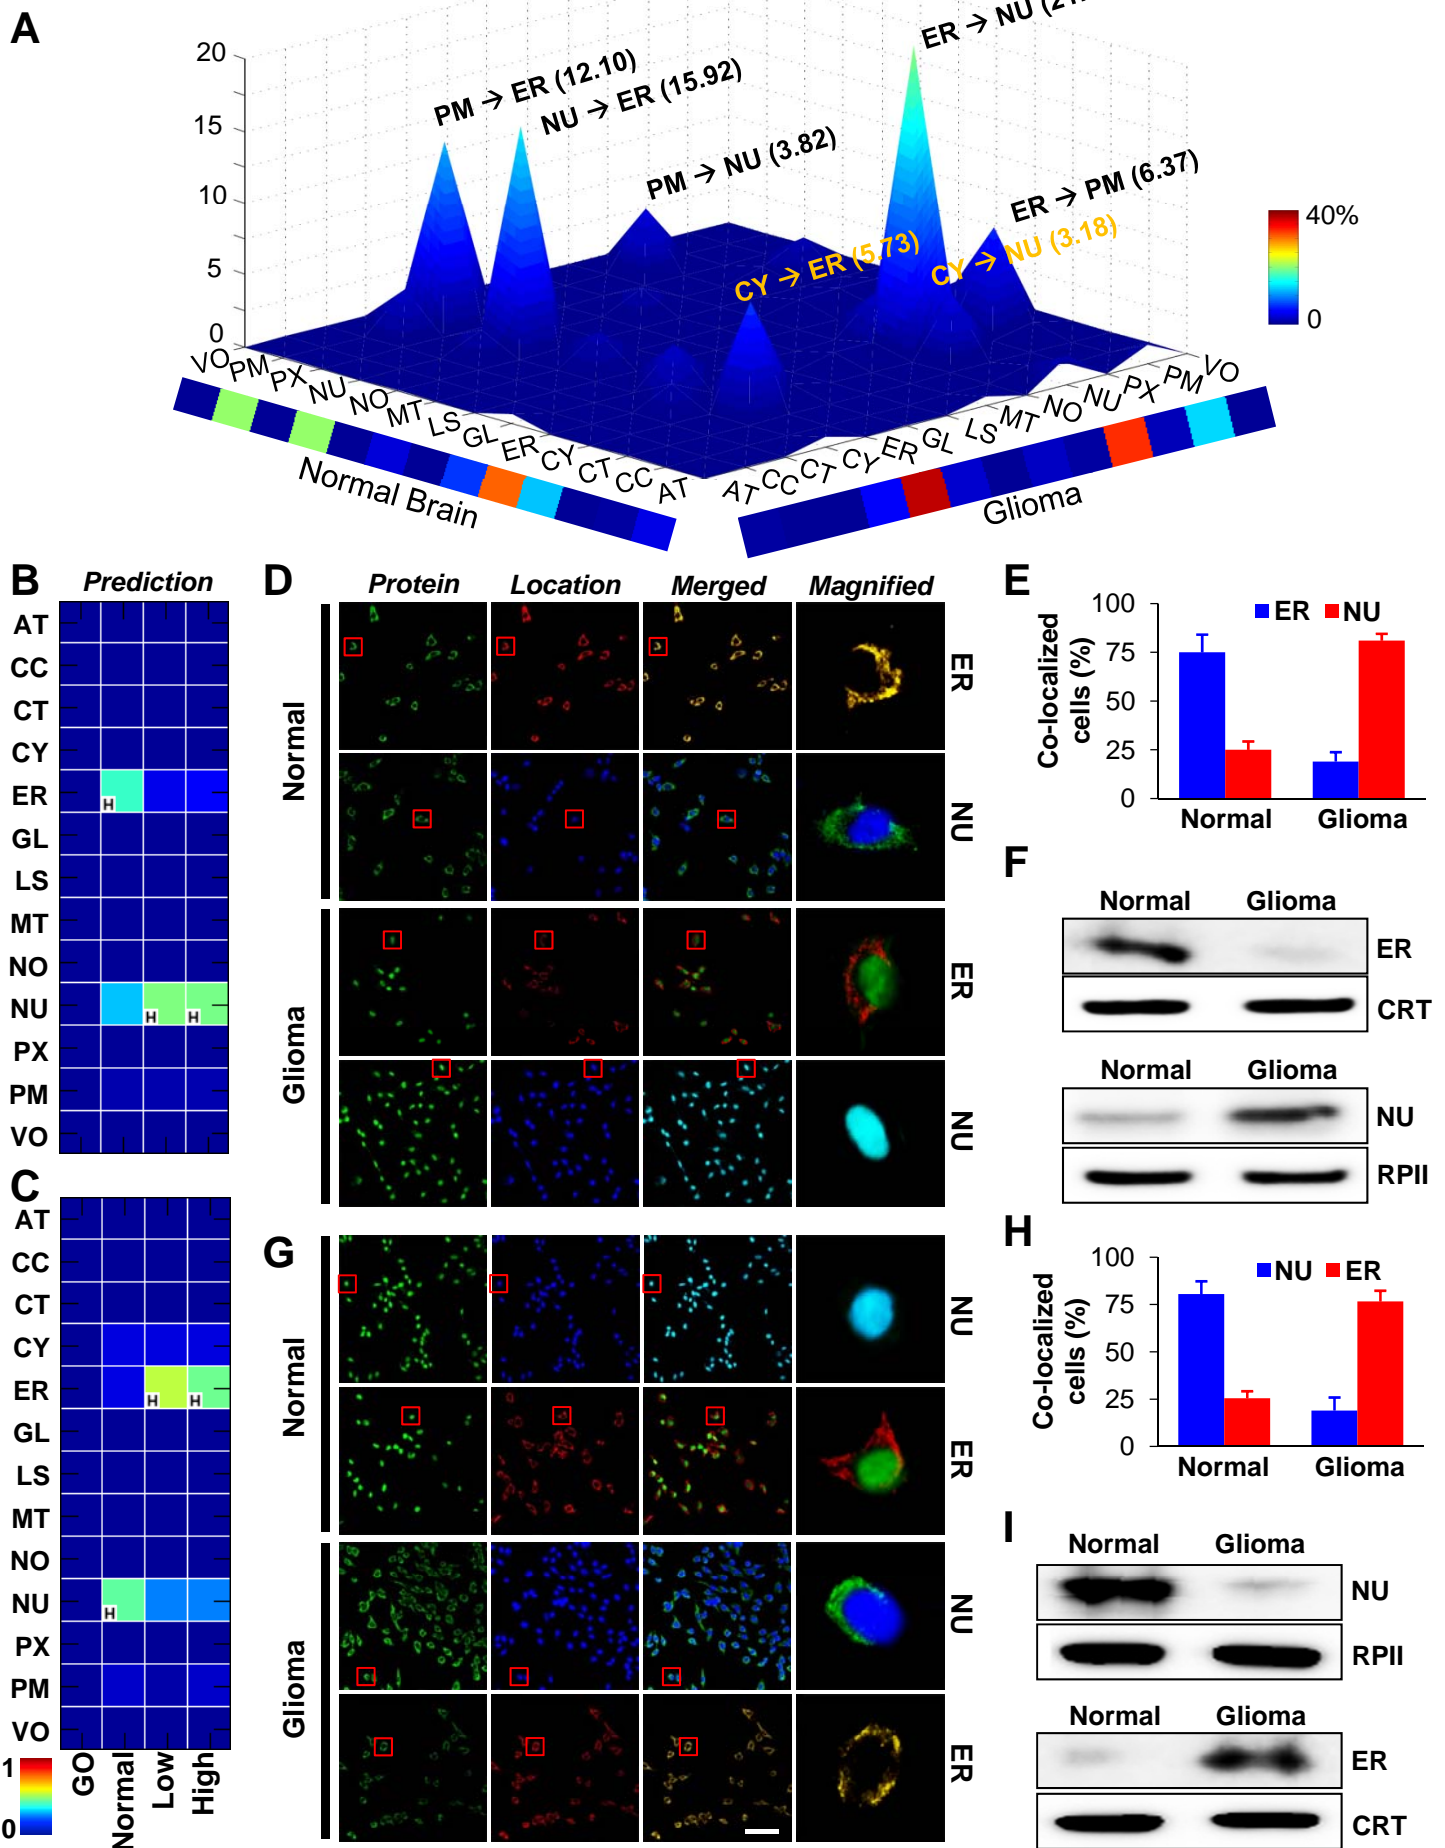 A
20
15
10
5
0
PM → ER (12.10)
NU → ER (15.92)
PM → NU (3.82)
ER → NU
ER → PM (6.37)
CY → ER (5.73)
CY → NU (3.18)
40%
0
VO PM PX NU NO MT LS GL ER CY CT CC AT
Normal Brain
AT CC CT CY ER GL LS MT NO NU PX PM VO
Glioma
B
Prediction
AT
CC
CT
CY
ER
H
GL
LS
MT
NO
NU
H H
PX
PM
VO
C
AT
CC
CT
CY
ER
H H
GL
LS
MT
NO
NU
H
PX
PM
VO
1
0
GO Normal Low High
D
Protein Location Merged Magnified
Normal
ER
NU
Glioma
ER
NU
E
100
75
50
25
0
Co-localized
cells (%)
ER NU
Normal Glioma
F
Normal Glioma
ER
CRT
Normal Glioma
NU
RPII
G
Normal
NU
ER
Glioma
NU
ER
H
100
75
50
25
0
Co-localized
cells (%)
NU ER
Normal Glioma
I
Normal Glioma
NU
RPII
Normal Glioma
ER
CRT